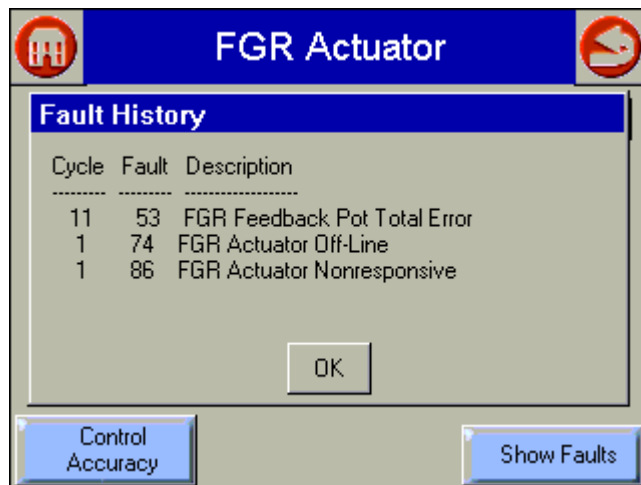 FGR Actuator
Fault History
Cycle Fault Description
--------- --------- -------------------
11 53 FGR Feedback Pot Total Error
1 74 FGR Actuator Off-Line
1 86 FGR Actuator Nonresponsive
OK
Control
Accuracy
Show Faults